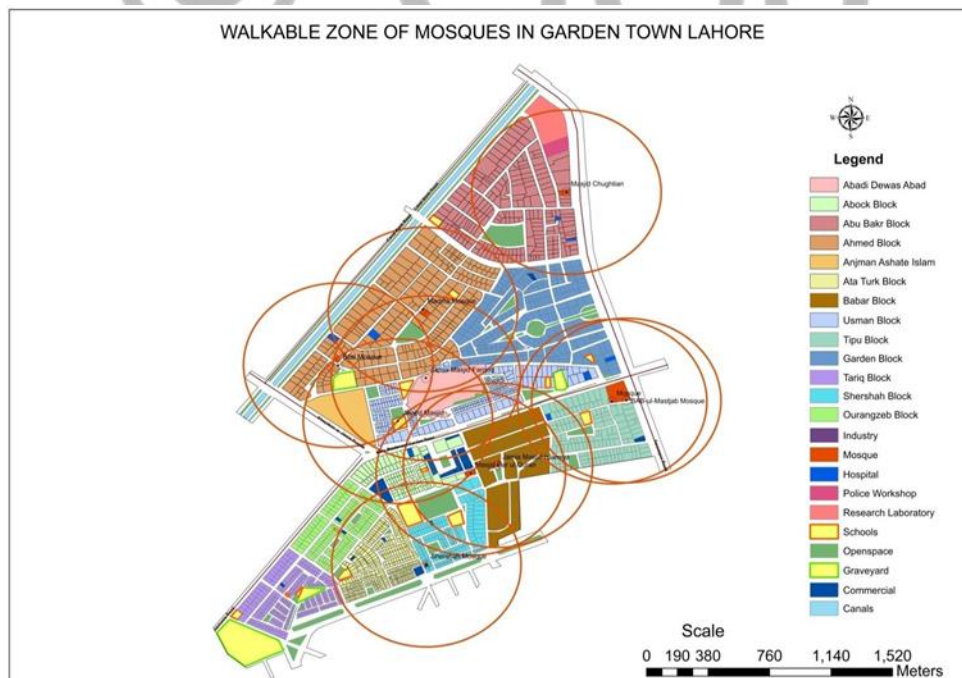 WALKABLE ZONE OF MOSQUES IN GARDEN TOWN LAHORE
N
W E
S
Legend
Abadi Dewas Abad
Abock Block
Abu Bakr Block
Ahmed Block
Anjman Ashate Islam
Ata Turk Block
Babar Block
Usman Block
Tipu Block
Garden Block
Tariq Block
Shershah Block
Ourangzeb Block
Industry
Mosque
Hospital
Police Workshop
Research Laboratory
Schools
Openspace
Graveyard
Commercial
Canals
Masjid Chughtian
Mosque
Shershah Mosque
Scale
0 190 380 760 1,140 1,520
Meters